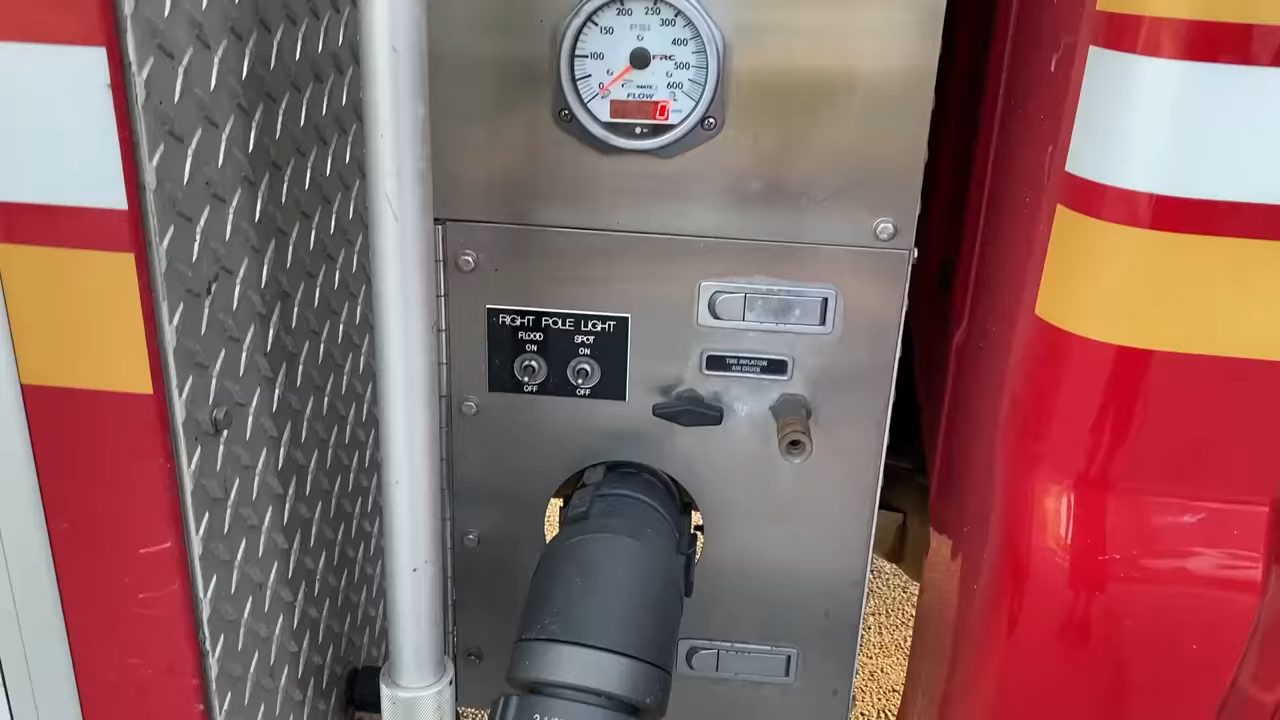 200 250
150 PSI 300
100 400
FRC 500
0 600
FLOW
0
RIGHT POLE LIGHT
FLOOD SPOT
ON ON
OFF OFF
TIRE INFLATION
AIR CHUCK